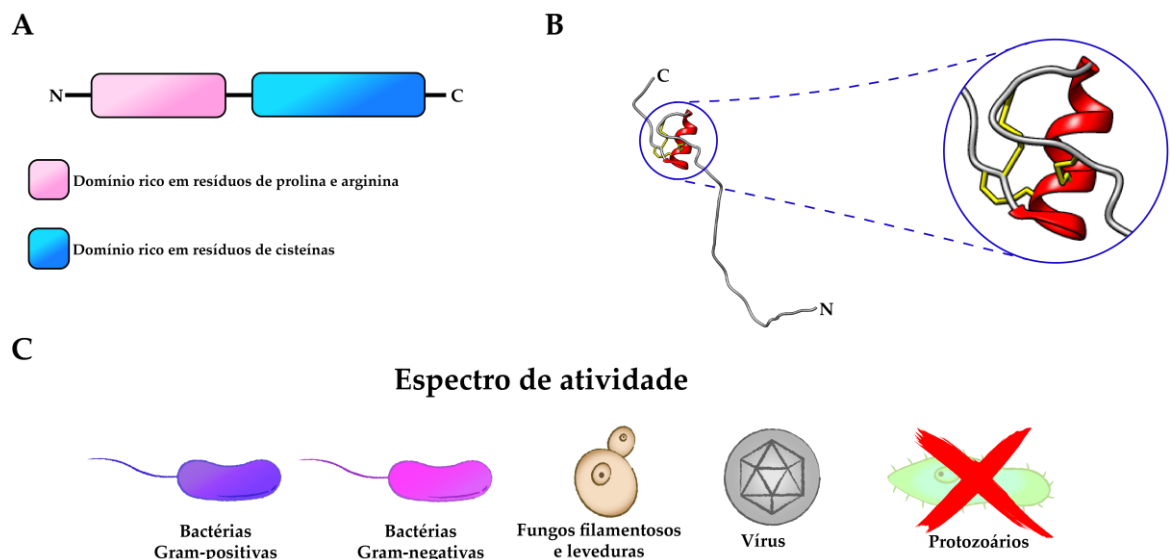 A
N
C
Domínio rico em resíduos de prolina e arginina
Domínio rico em resíduos de cisteínas
B
C
N
C
Espectro de atividade
Bactérias
Gram-positivas
Bactérias
Gram-negativas
Fungos filamentosos
e leveduras
Vírus
Protozoários